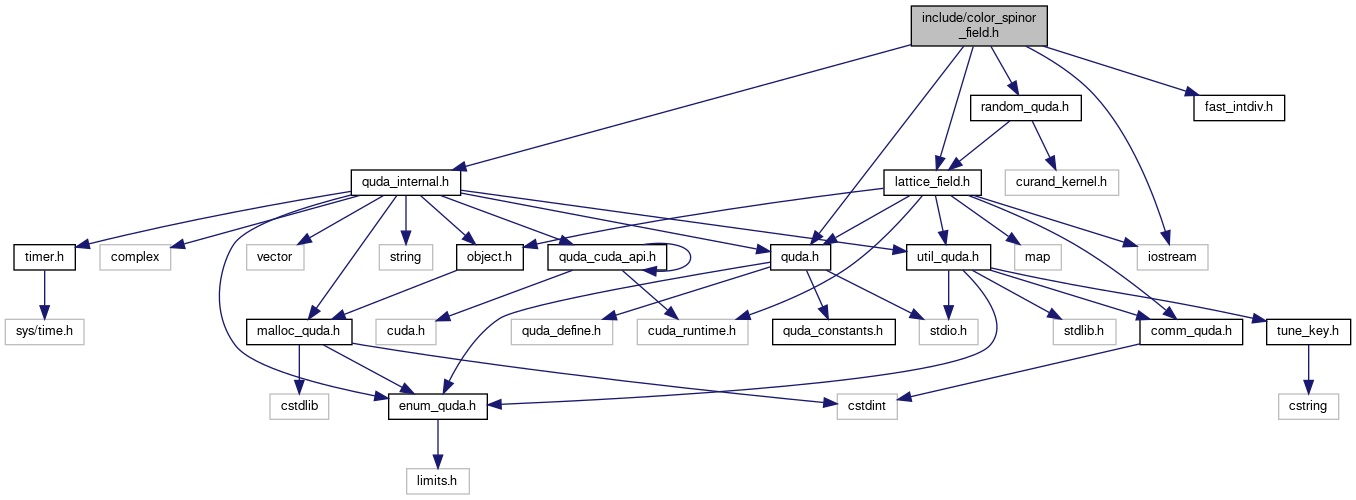 include/color_spinor
_field.h
random_quda.h
fast_intdiv.h
quda_internal.h
lattice_field.h
curand_kernel.h
timer.h
complex
vector
string
object.h
quda_cuda_api.h
quda.h
util_quda.h
map
iostream
sys/time.h
malloc_quda.h
cuda.h
quda_define.h
cuda_runtime.h
quda_constants.h
stdio.h
stdlib.h
comm_quda.h
tune_key.h
cstdlib
enum_quda.h
cstdint
cstring
limits.h